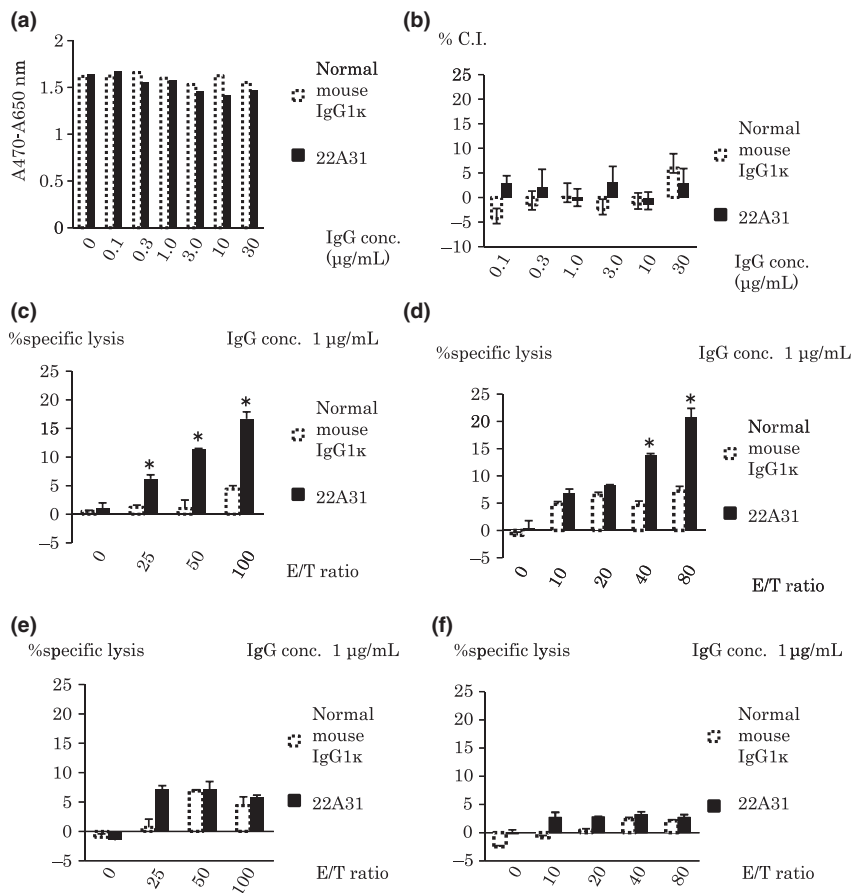 (a)
A470-A650 nm
2
1.5
1
0.5
0
0 0.1 0.3 1.0 3.0 10 30
Normal
mouse
IgG1κ
22A31
IgG conc.
(µg/mL)
(b)
% C.I.
25
20
15
10
5
0
−5
−10
0.1 0.3 1.0 3.0 10 30
Normal
mouse
IgG1κ
22A31
IgG conc.
(µg/mL)
(c)
%specific lysis IgG conc. 1 µg/mL
25
20
15
10
5
0
−5
* * *
0 25 50 100
Normal
mouse
IgG1κ
22A31
E/T ratio
(d)
%specific lysis IgG conc. 1 µg/mL
25
20
15
10
5
0
−5
* *
0 10 20 40 80
Normal
mouse
IgG1κ
22A31
E/T ratio
(e)
%specific lysis IgG conc. 1 µg/mL
25
20
15
10
5
0
−5
0 25 50 100
Normal
mouse
IgG1κ
22A31
E/T ratio
(f)
%specific lysis IgG conc. 1 µg/mL
25
20
15
10
5
0
−5
0 10 20 40 80
Normal
mouse
IgG1κ
22A31
E/T ratio